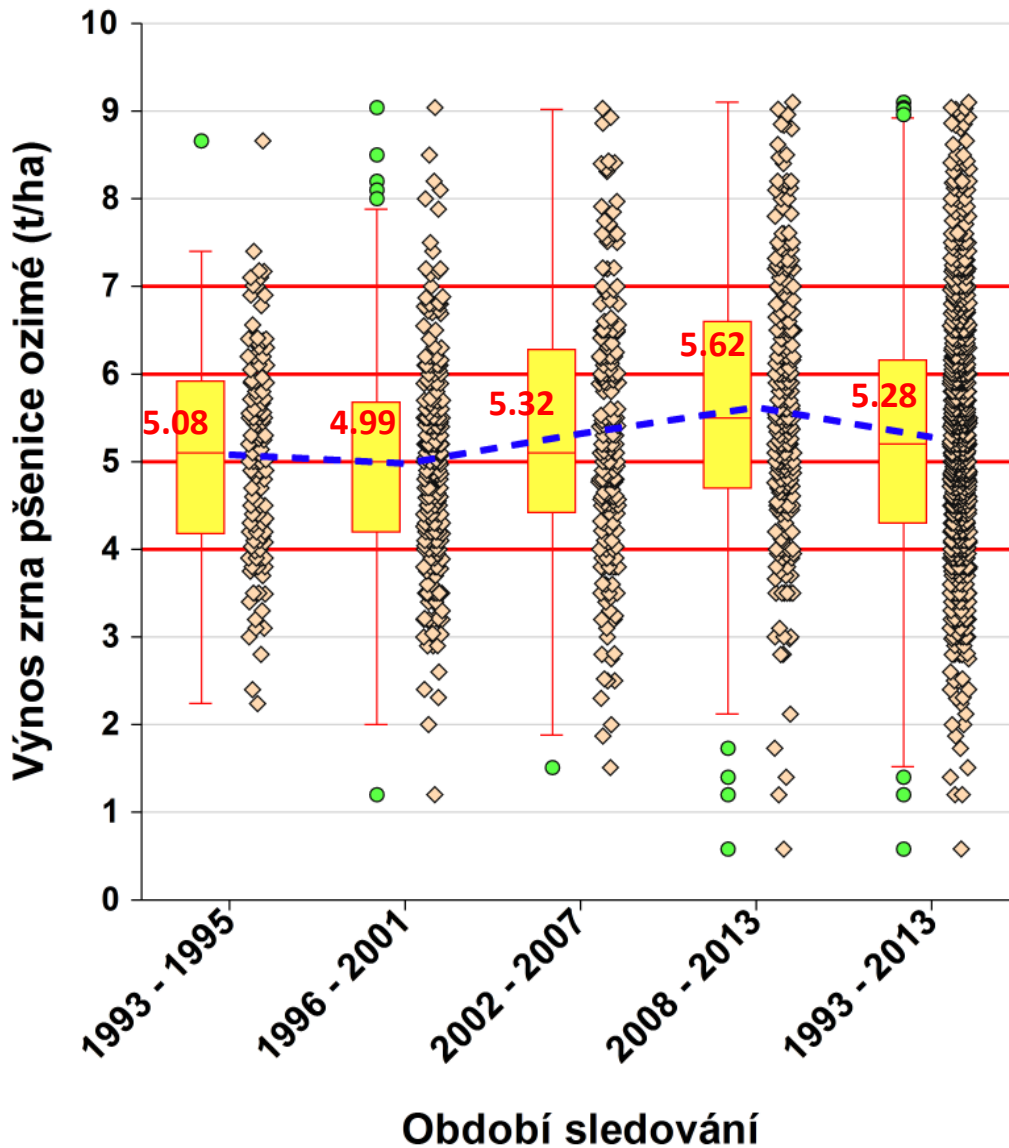 Výnos zrna pšenice ozimé (t/ha)
10
9
8
7
6
5
4
3
2
1
0
5.08
4.99
5.32
5.62
5.28
1993 - 1995
1996 - 2001
2002 - 2007
2008 - 2013
1993 - 2013
Období sledování